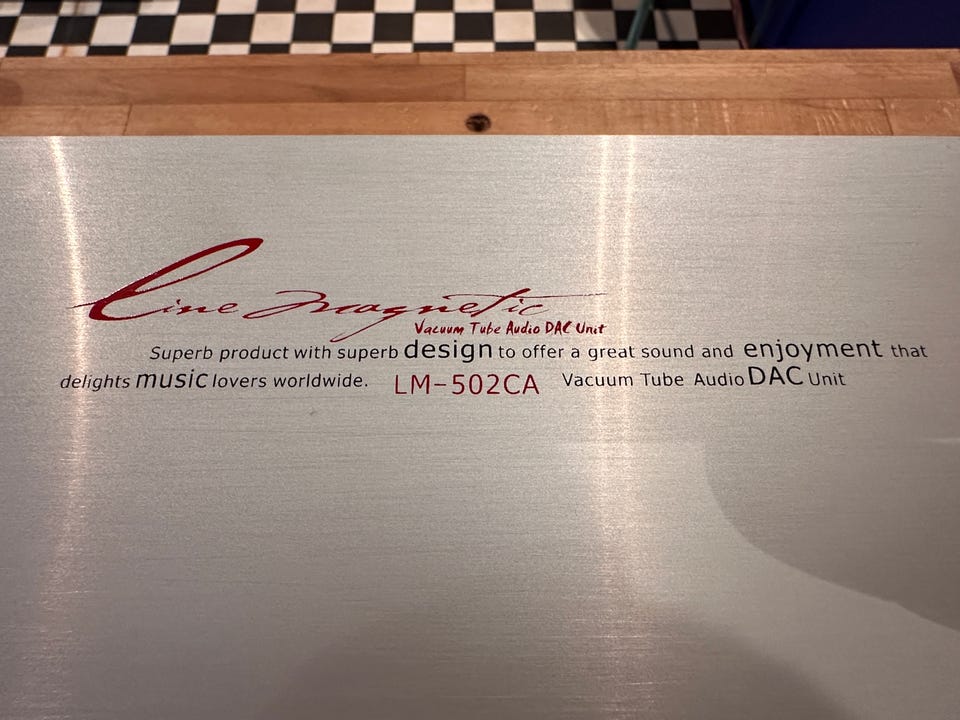 Line magnetic
Vacuum Tube Audio DAC Unit
Superb product with superb design to offer a great sound and enjoyment that
delights music lovers worldwide. LM-502CA Vacuum Tube Audio DAC Unit